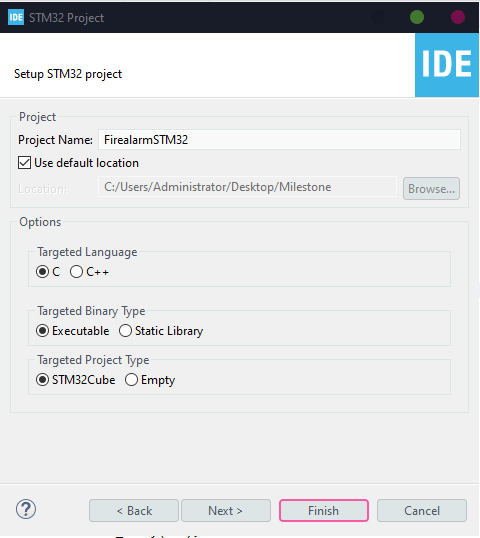 IDE STM32 Project
IDE
Setup STM32 project
Project
Project Name: FirealarmSTM32
Use default location
Location: C:/Users/Administrator/Desktop/Milestone Browse...
Options
Targeted Language
C C++
Targeted Binary Type
Executable Static Library
Targeted Project Type
STM32Cube Empty
? < Back Next > Finish Cancel